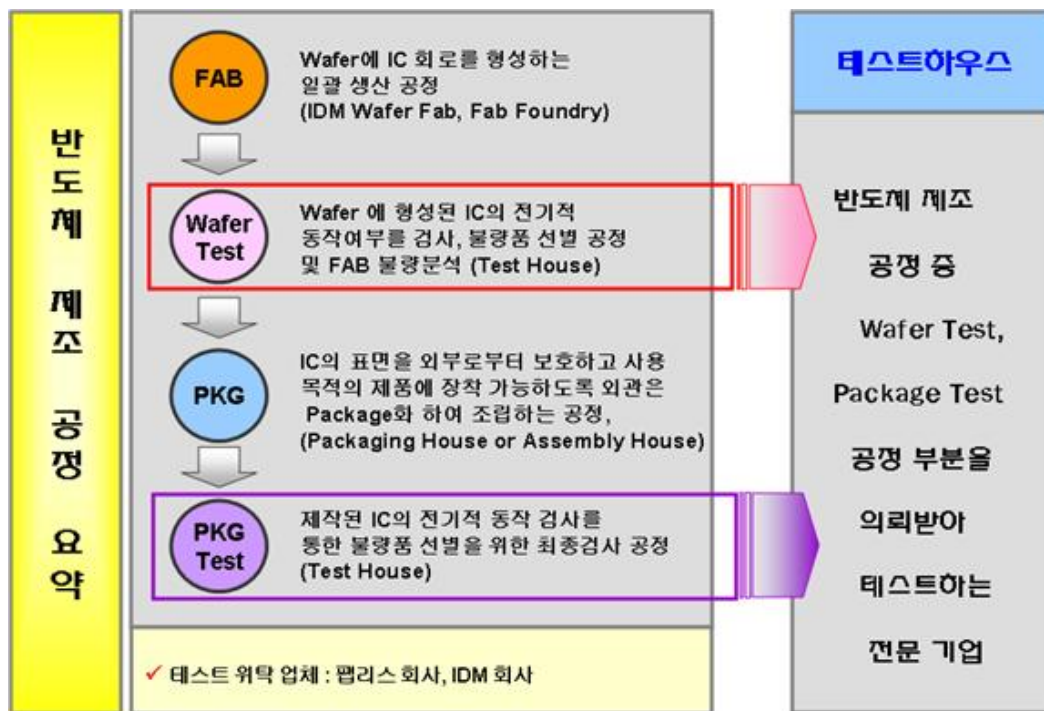 반도체 제조 공정 요약
FAB
Wafer에 IC 회로를 형성하는
일괄 생산 공정
(IDM Wafer Fab, Fab Foundry)
Wafer
Test
Wafer 에 형성된 IC의 전기적
동작여부를 검사, 불량품 선별 공정
및 FAB 불량분석 (Test House)
PKG
IC의 표면을 외부로부터 보호하고 사용
목적의 제품에 장착 가능하도록 외관은
Package화 하여 조립하는 공정,
(Packaging House or Assembly House)
PKG
Test
제작된 IC의 전기적 동작 검사를
통한 불량품 선별을 위한 최종검사 공정
(Test House)
✓ 테스트 위탁 업체 : 팹리스 회사, IDM 회사
테스트하우스
반도체 제조
공정 중
Wafer Test,
Package Test
공정 부분을
의뢰받아
테스트하는
전문 기업